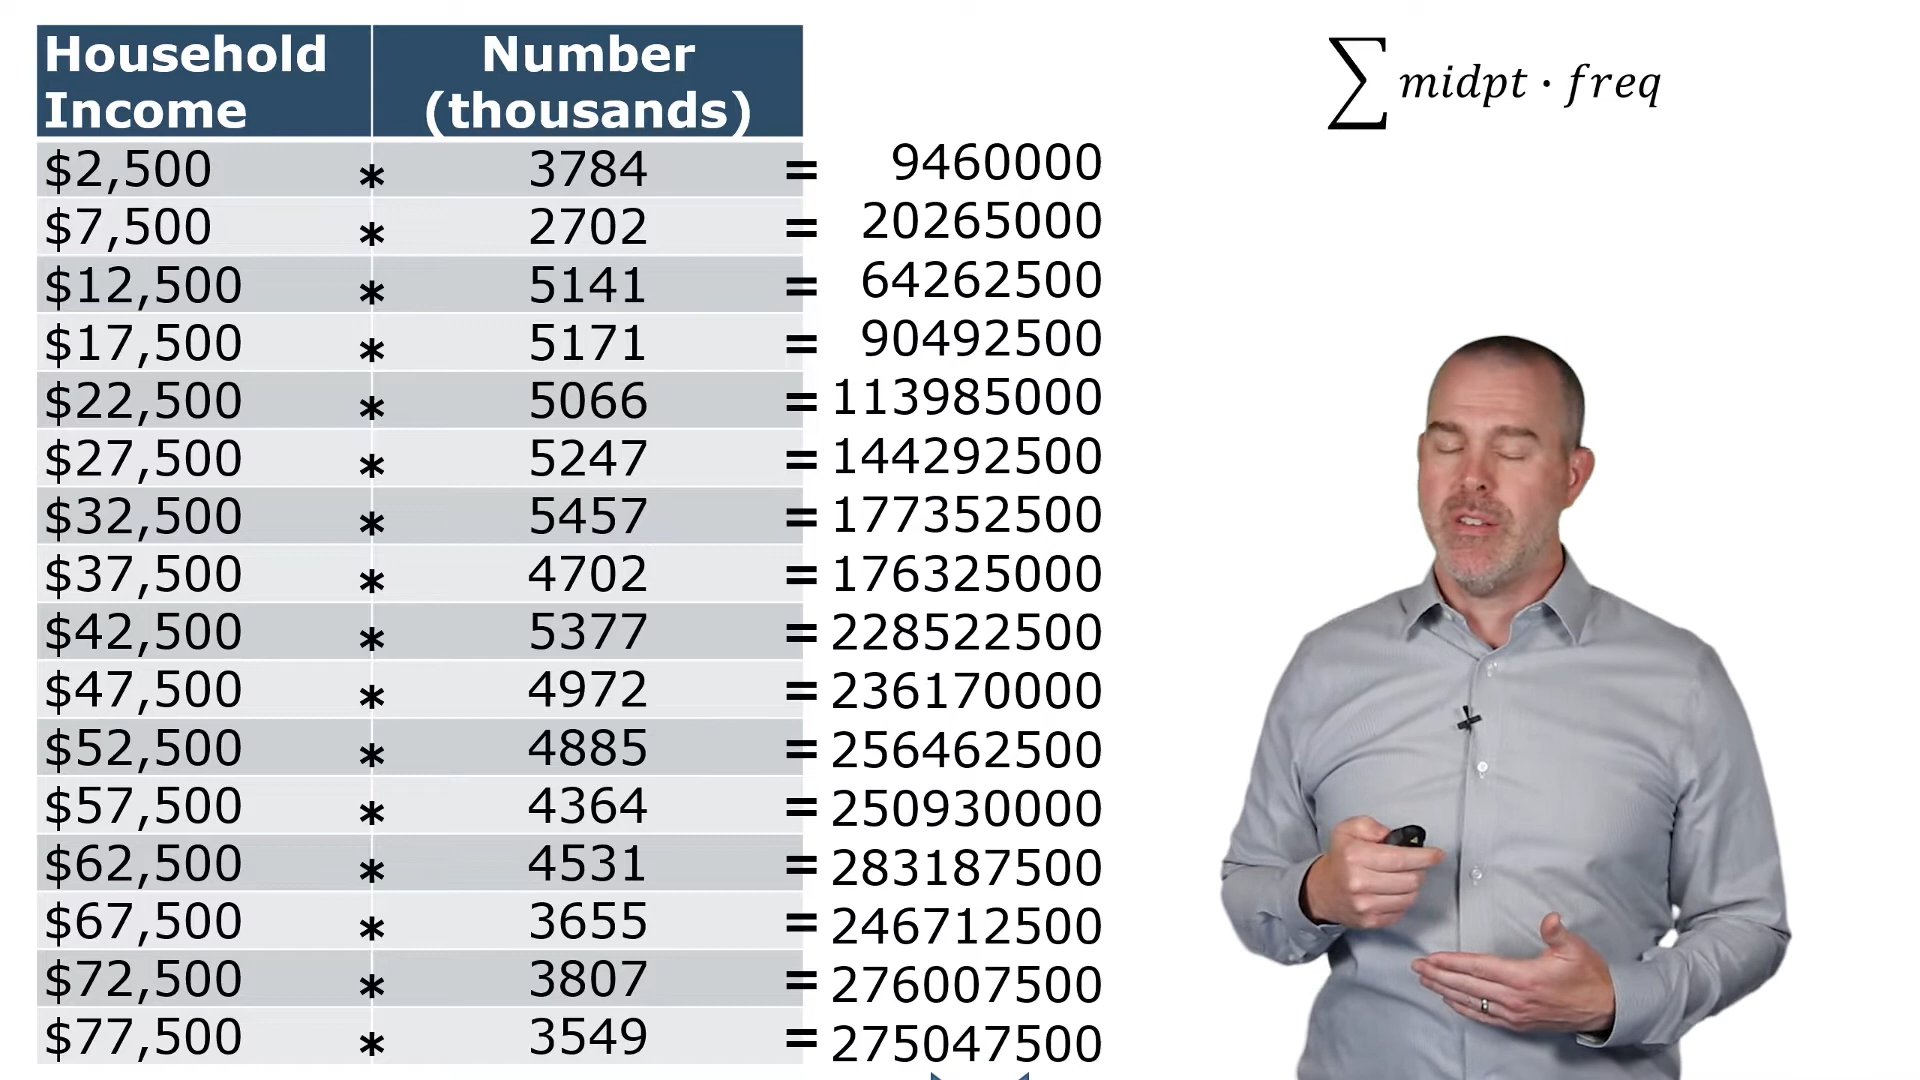 Household Income Number (thousands)
∑ midpt · freq
$2,500 * 3784 = 9460000
$7,500 * 2702 = 20265000
$12,500 * 5141 = 64262500
$17,500 * 5171 = 90492500
$22,500 * 5066 = 113985000
$27,500 * 5247 = 144292500
$32,500 * 5457 = 177352500
$37,500 * 4702 = 176325000
$42,500 * 5377 = 228522500
$47,500 * 4972 = 236170000
$52,500 * 4885 = 256462500
$57,500 * 4364 = 250930000
$62,500 * 4531 = 283187500
$67,500 * 3655 = 246712500
$72,500 * 3807 = 276007500
$77,500 * 3549 = 275047500